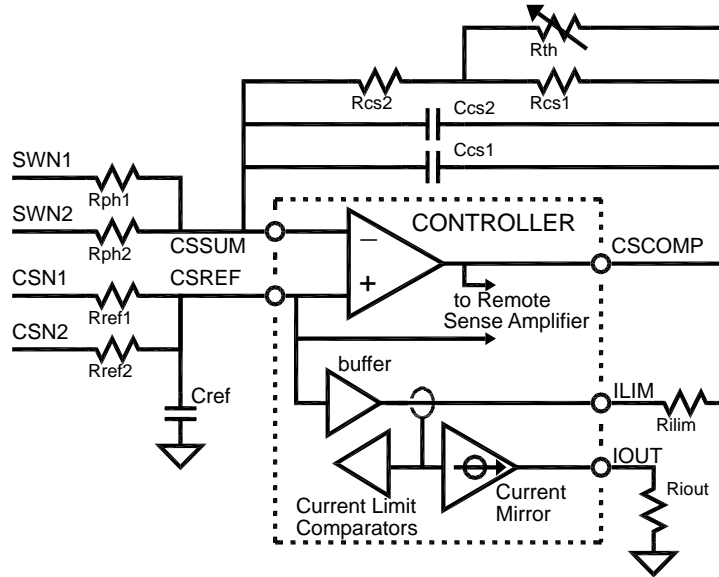 Rth
Rcs2
Rcs1
Ccs2
Ccs1
SWN1
Rph1
SWN2
Rph2
CSSUM
CONTROLLER
CSCOMP
CSN1
Rref1
CSREF
–
+
to Remote
Sense Amplifier
CSN2
Rref2
Cref
buffer
ILIM
Rilim
IOUT
Riout
Current Limit
Comparators
Current
Mirror